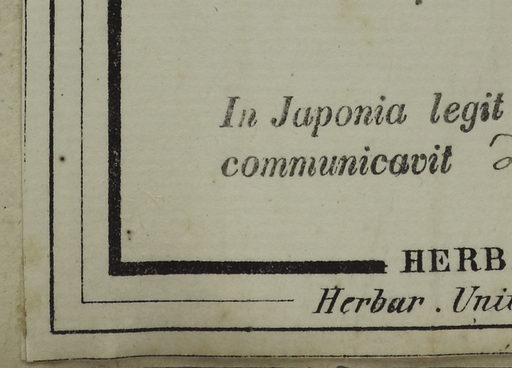 In Japonia legit
communicavit
HERB
Herbar . Uni